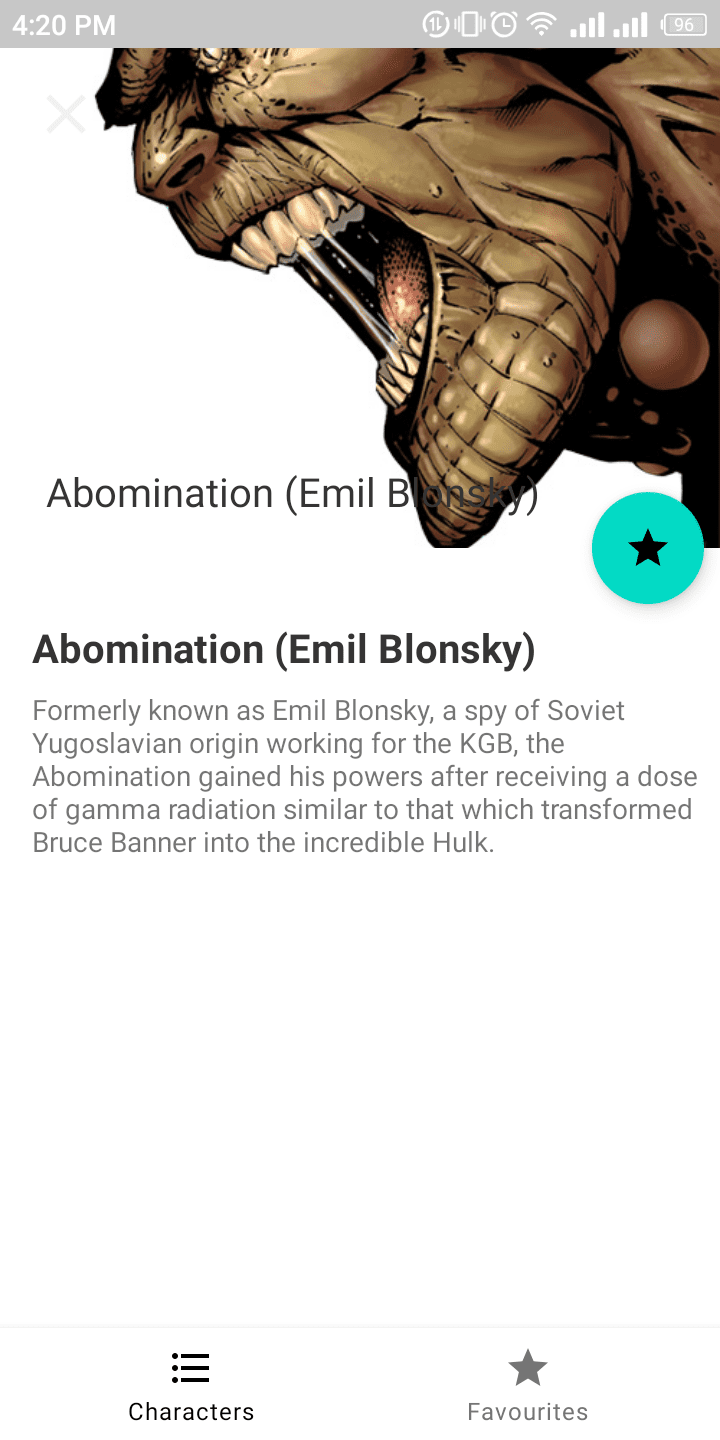 4:20 PM
96
Abomination (Emil Blonsky)
Abomination (Emil Blonsky)
Formerly known as Emil Blonsky, a spy of Soviet
Yugoslavian origin working for the KGB, the
Abomination gained his powers after receiving a dose
of gamma radiation similar to that which transformed
Bruce Banner into the incredible Hulk.
Characters
Favourites